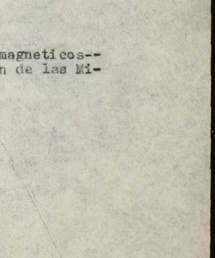 magneticos--
n de las Mi-